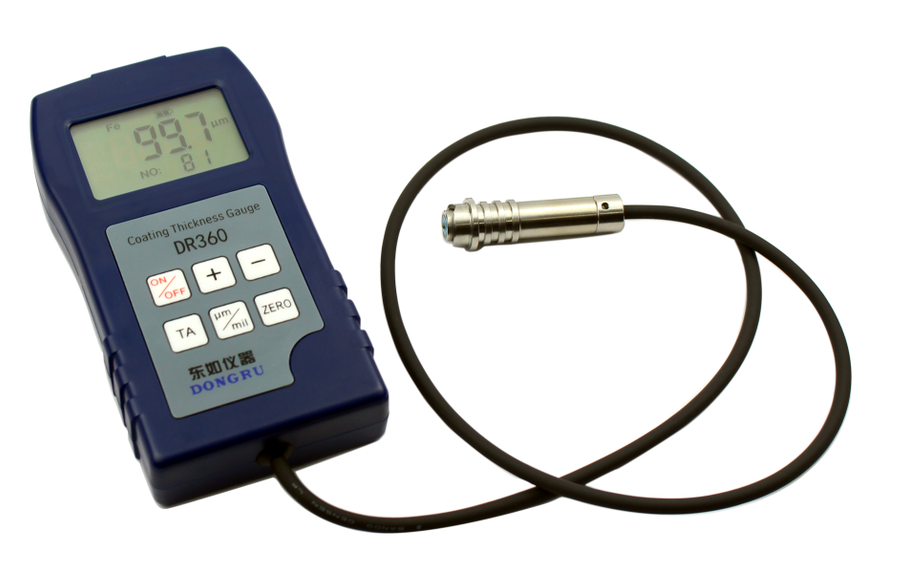 Fe
99.7 μm
NO: 81
Coating Thickness Gauge
DR360
ON/OFF + −
TA μm/mil ZERO
东如仪器
DONGRU